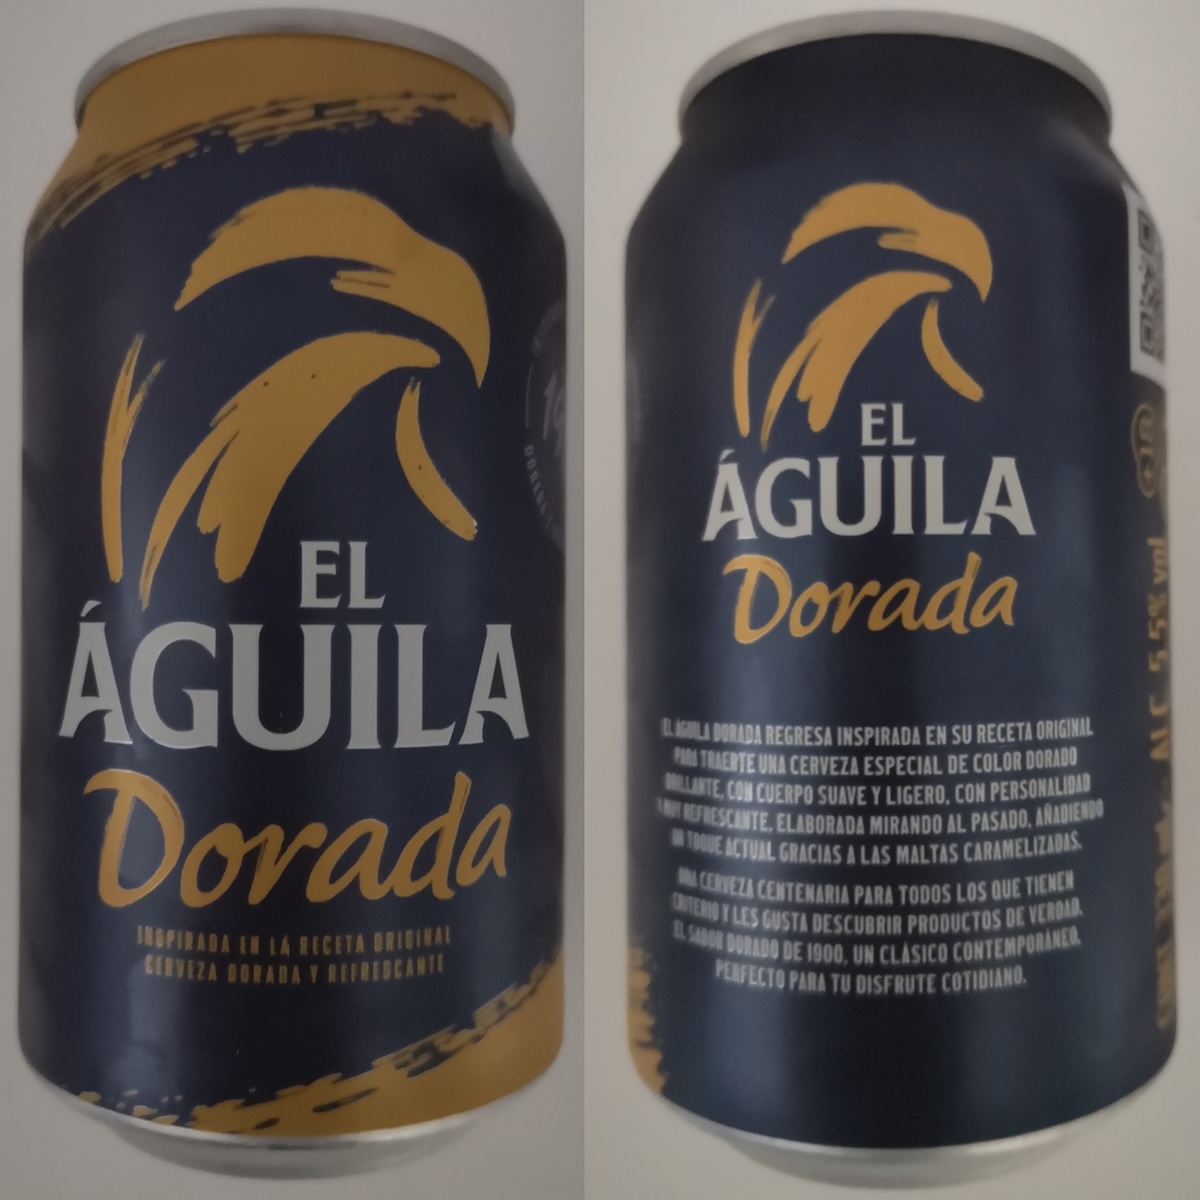 EL
ÁGUILA
Dorada
INSPIRADA EN LA RECETA ORIGINAL
CERVEZA DORADA Y REFRESCANTE
EL
ÁGUILA
Dorada
EL ÁGUILA DORADA REGRESA INSPIRADA EN SU RECETA ORIGINAL
PARA TRAERTE UNA CERVEZA ESPECIAL DE COLOR DORADO
BRILLANTE, CON CUERPO SUAVE Y LIGERO, CON PERSONALIDAD
Y MUY REFRESCANTE, ELABORADA MIRANDO AL PASADO, AÑADIENDO
UN TOQUE ACTUAL GRACIAS A LAS MALTAS CARAMELIZADAS.
UNA CERVEZA CENTENARIA PARA TODOS LOS QUE TIENEN
CRITERIO Y LES GUSTA DESCUBRIR PRODUCTOS DE VERDAD.
EL SABOR DORADO DE 1900, UN CLÁSICO CONTEMPORÁNEO,
PERFECTO PARA TU DISFRUTE COTIDIANO.
+18
ALC. 5,5% vol